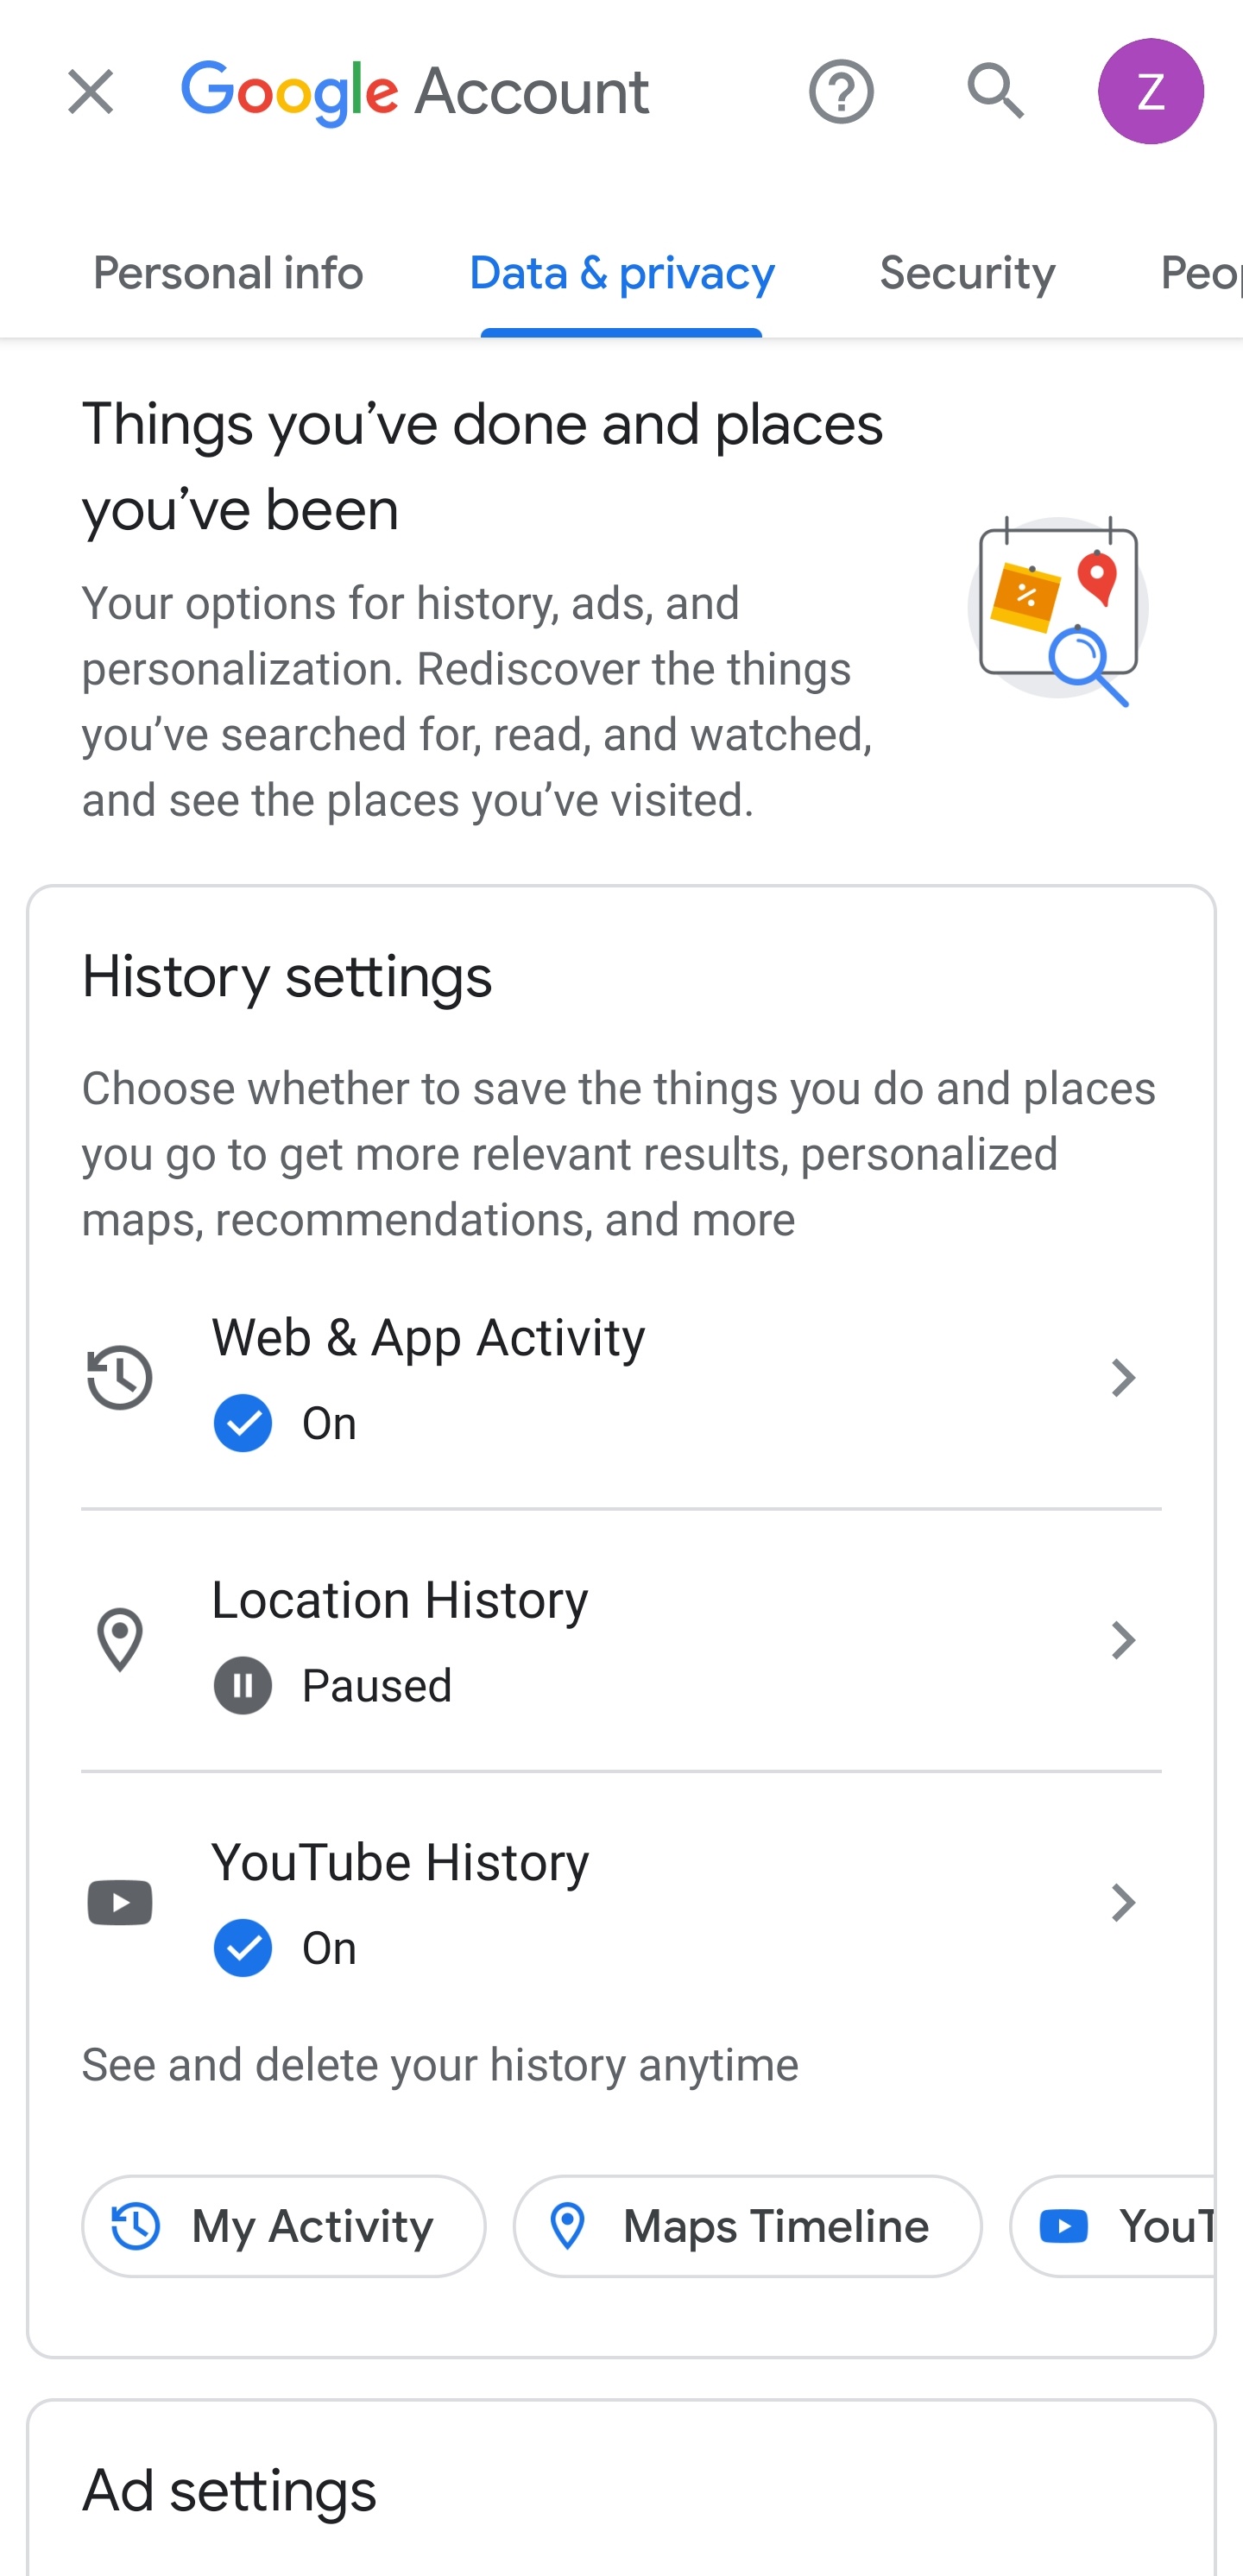 Google Account
Z
Personal info
Data & privacy
Security
Peop
Things you’ve done and places
you’ve been
Your options for history, ads, and
personalization. Rediscover the things
you’ve searched for, read, and watched,
and see the places you’ve visited.
History settings
Choose whether to save the things you do and places
you go to get more relevant results, personalized
maps, recommendations, and more
Web & App Activity
On
Location History
Paused
YouTube History
On
See and delete your history anytime
My Activity
Maps Timeline
YouT
Ad settings